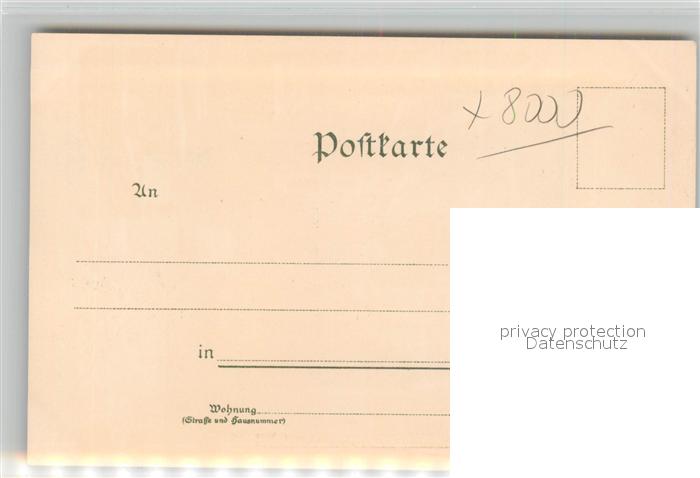 x 8000
Postkarte
An
privacy protection
Datenschutz
in
Wohnung
(Straße und Hausnummer)